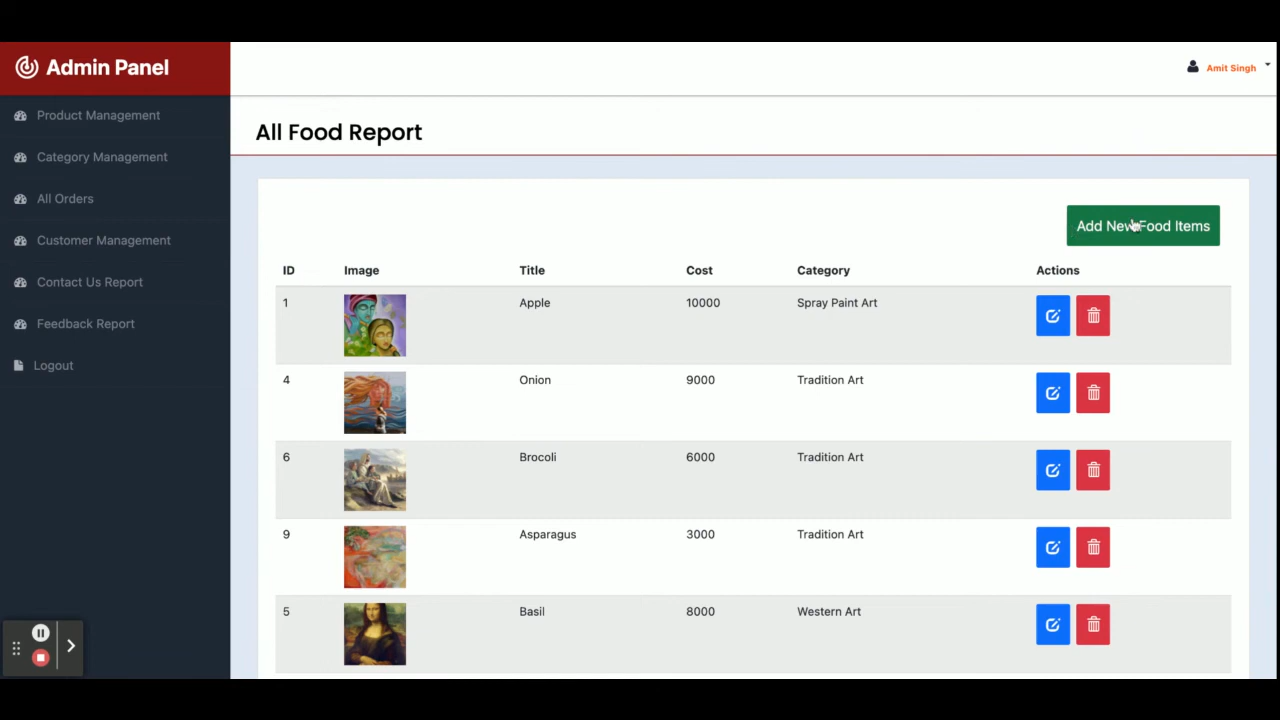 Admin Panel
Amit Singh
Product Management
Category Management
All Orders
Customer Management
Contact Us Report
Feedback Report
Logout
All Food Report
Add New Food Items
ID Image Title Cost Category Actions
1 Apple 10000 Spray Paint Art
4 Onion 9000 Tradition Art
6 Brocoli 6000 Tradition Art
9 Asparagus 3000 Tradition Art
5 Basil 8000 Western Art